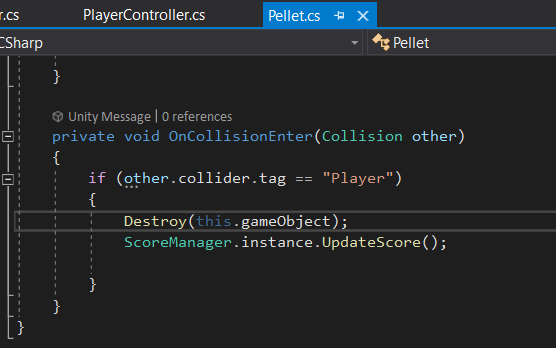 r.cs PlayerController.cs Pellet.cs
CSharp Pellet
}
Unity Message | 0 references
private void OnCollisionEnter(Collision other)
{
if (other.collider.tag == "Player")
{
Destroy(this.gameObject);
ScoreManager.instance.UpdateScore();
}
}
}